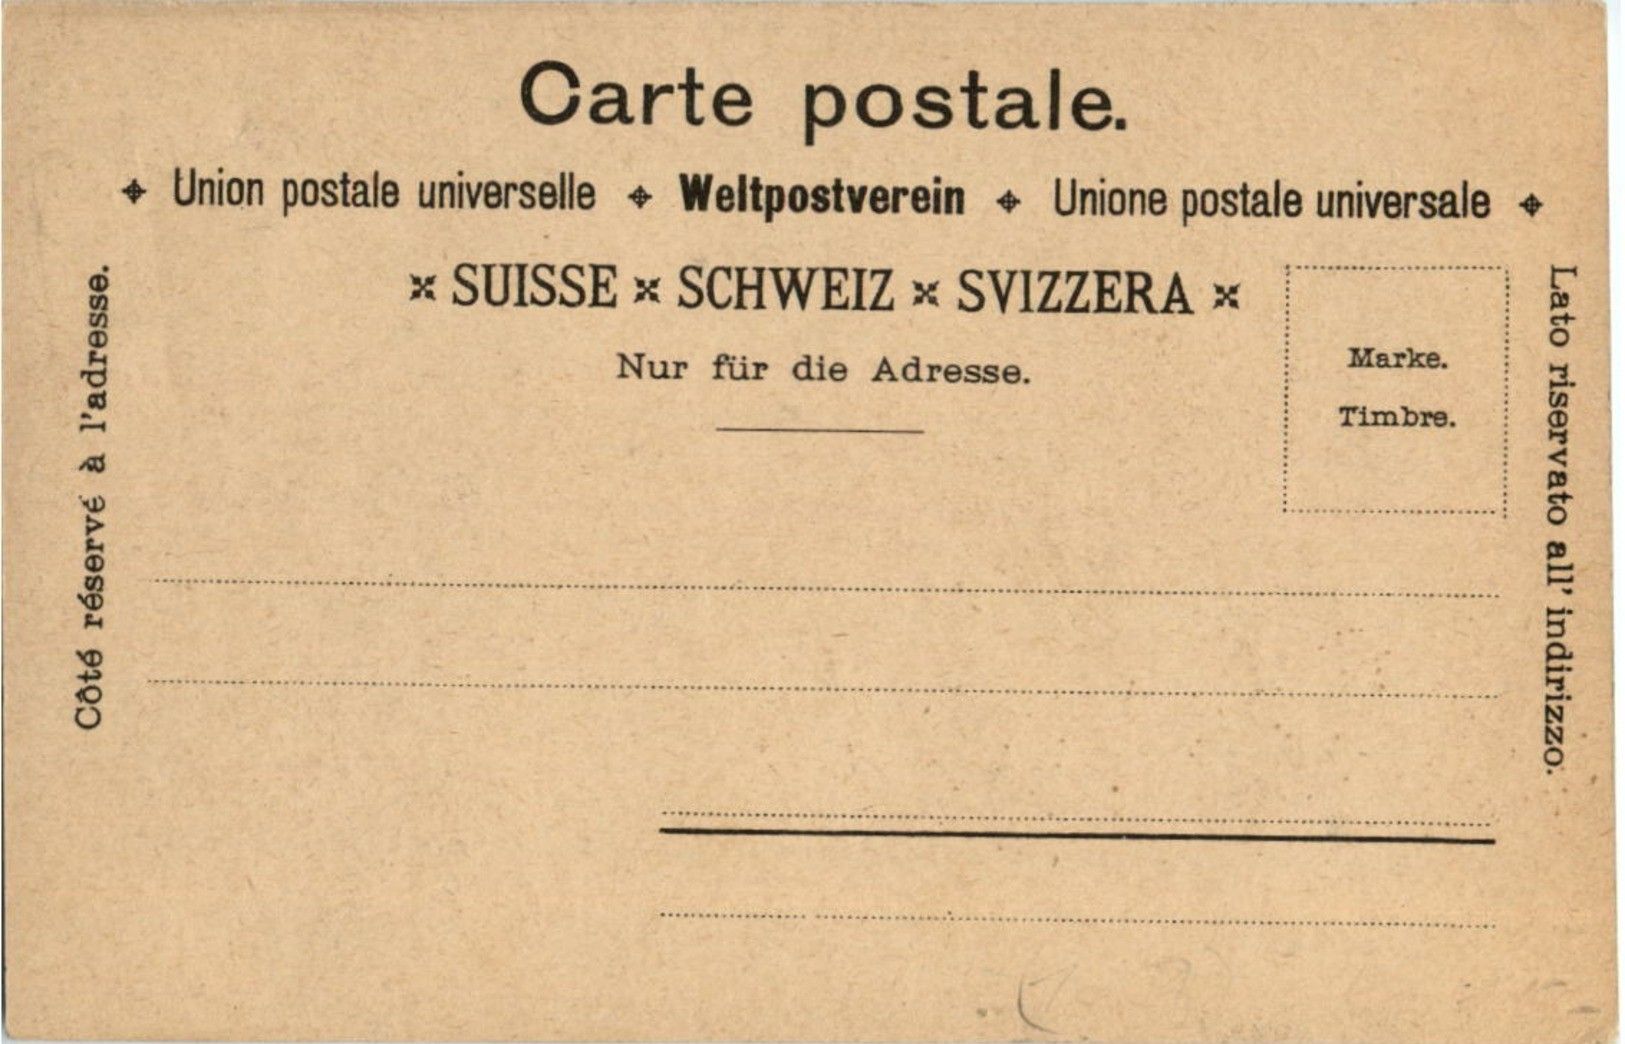 Carte postale.
Union postale universelle Weltpostverein Unione postale universale
SUISSE SCHWEIZ SVIZZERA
Nur für die Adresse.
Marke.
Timbre.
Côté réservé à l'adresse.
Lato riservato all' indirizzo.